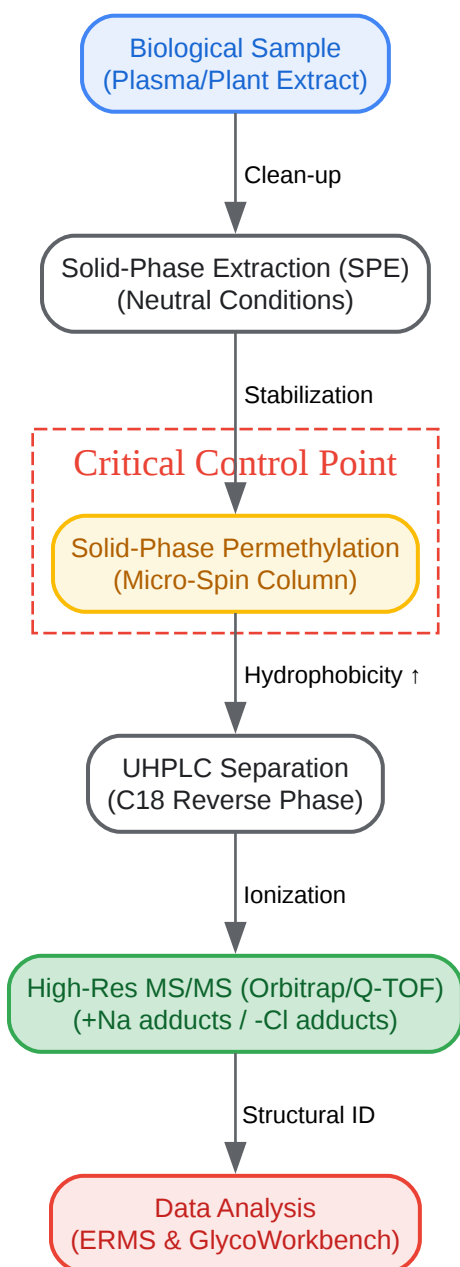 Biological Sample
(Plasma/Plant Extract)
Clean-up
Solid-Phase Extraction (SPE)
(Neutral Conditions)
Stabilization
Critical Control Point
Solid-Phase Permethylation
(Micro-Spin Column)
Hydrophobicity ↑
UHPLC Separation
(C18 Reverse Phase)
Ionization
High-Res MS/MS (Orbitrap/Q-TOF)
(+Na adducts / -Cl adducts)
Structural ID
Data Analysis
(ERMS & GlycoWorkbench)